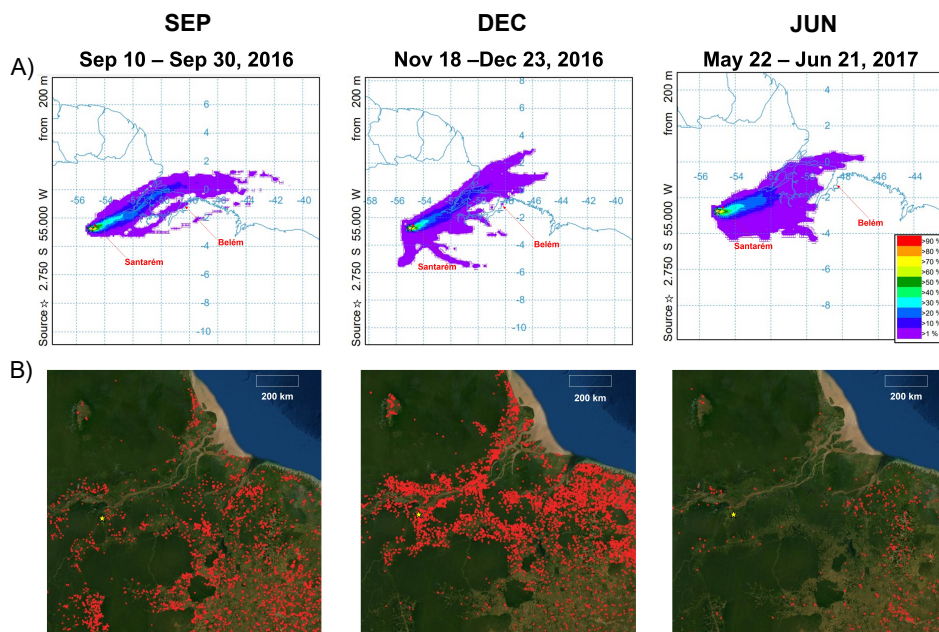 SEP
DEC
JUN
Sep 10 – Sep 30, 2016
Nov 18 –Dec 23, 2016
May 22 – Jun 21, 2017
A)
Source ☆ 2.750 S 55.000 W from 200 m
6
4
2
0
-2
-4
-6
-8
-10
-56 -54 -52 -50 -48 -46 -44 -42 -40
Santarém
Belém
Source ☆ 2.750 S 55.000 W from 200 m
8
6
4
2
0
-2
-4
-6
-8
-10
-58 -56 -54 -52 -50 -48 -46 -44 -42 -40
Santarém
Belém
Source ☆ 2.750 S 55.000 W from 200 m
4
2
0
-2
-4
-6
-8
-56 -54 -52 -50 -48 -46 -44
Santarém
Belém
>90 %
>80 %
>70 %
>60 %
>50 %
>40 %
>30 %
>20 %
>10 %
>1 %
B)
200 km
200 km
200 km